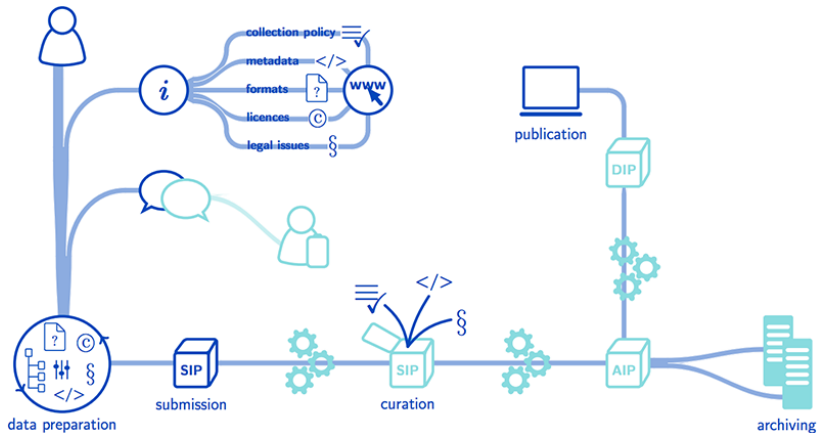 collection policy
metadata </>
i
formats ?
www
licences ©
legal issues §
publication
DIP
</>
§
? ©
§
</>
SIP
SIP
AIP
submission
curation
data preparation
archiving